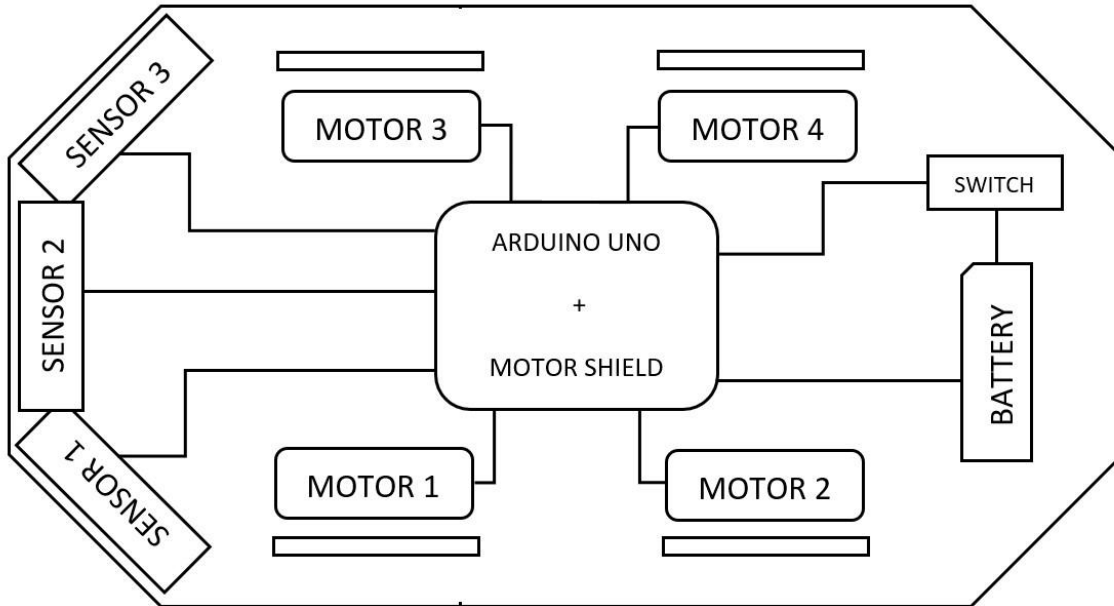 SENSOR 3
MOTOR 3
MOTOR 4
SWITCH
SENSOR 2
ARDUINO UNO
+
MOTOR SHIELD
BATTERY
SENSOR 1
MOTOR 1
MOTOR 2